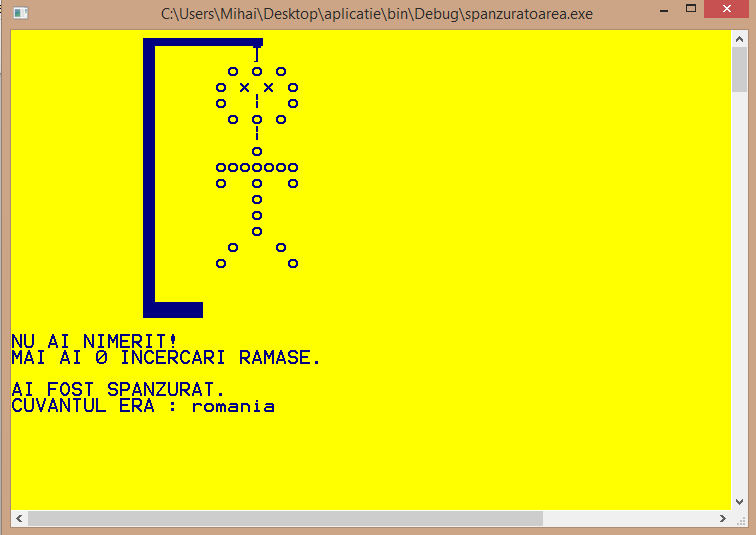 C:\Users\Mihai\Desktop\aplicatie\bin\Debug\spanzuratoarea.exe
NU AI NIMERIT!
MAI AI 0 INCERCARI RAMASE.
AI FOST SPANZURAT.
CUVANTUL ERA : romania